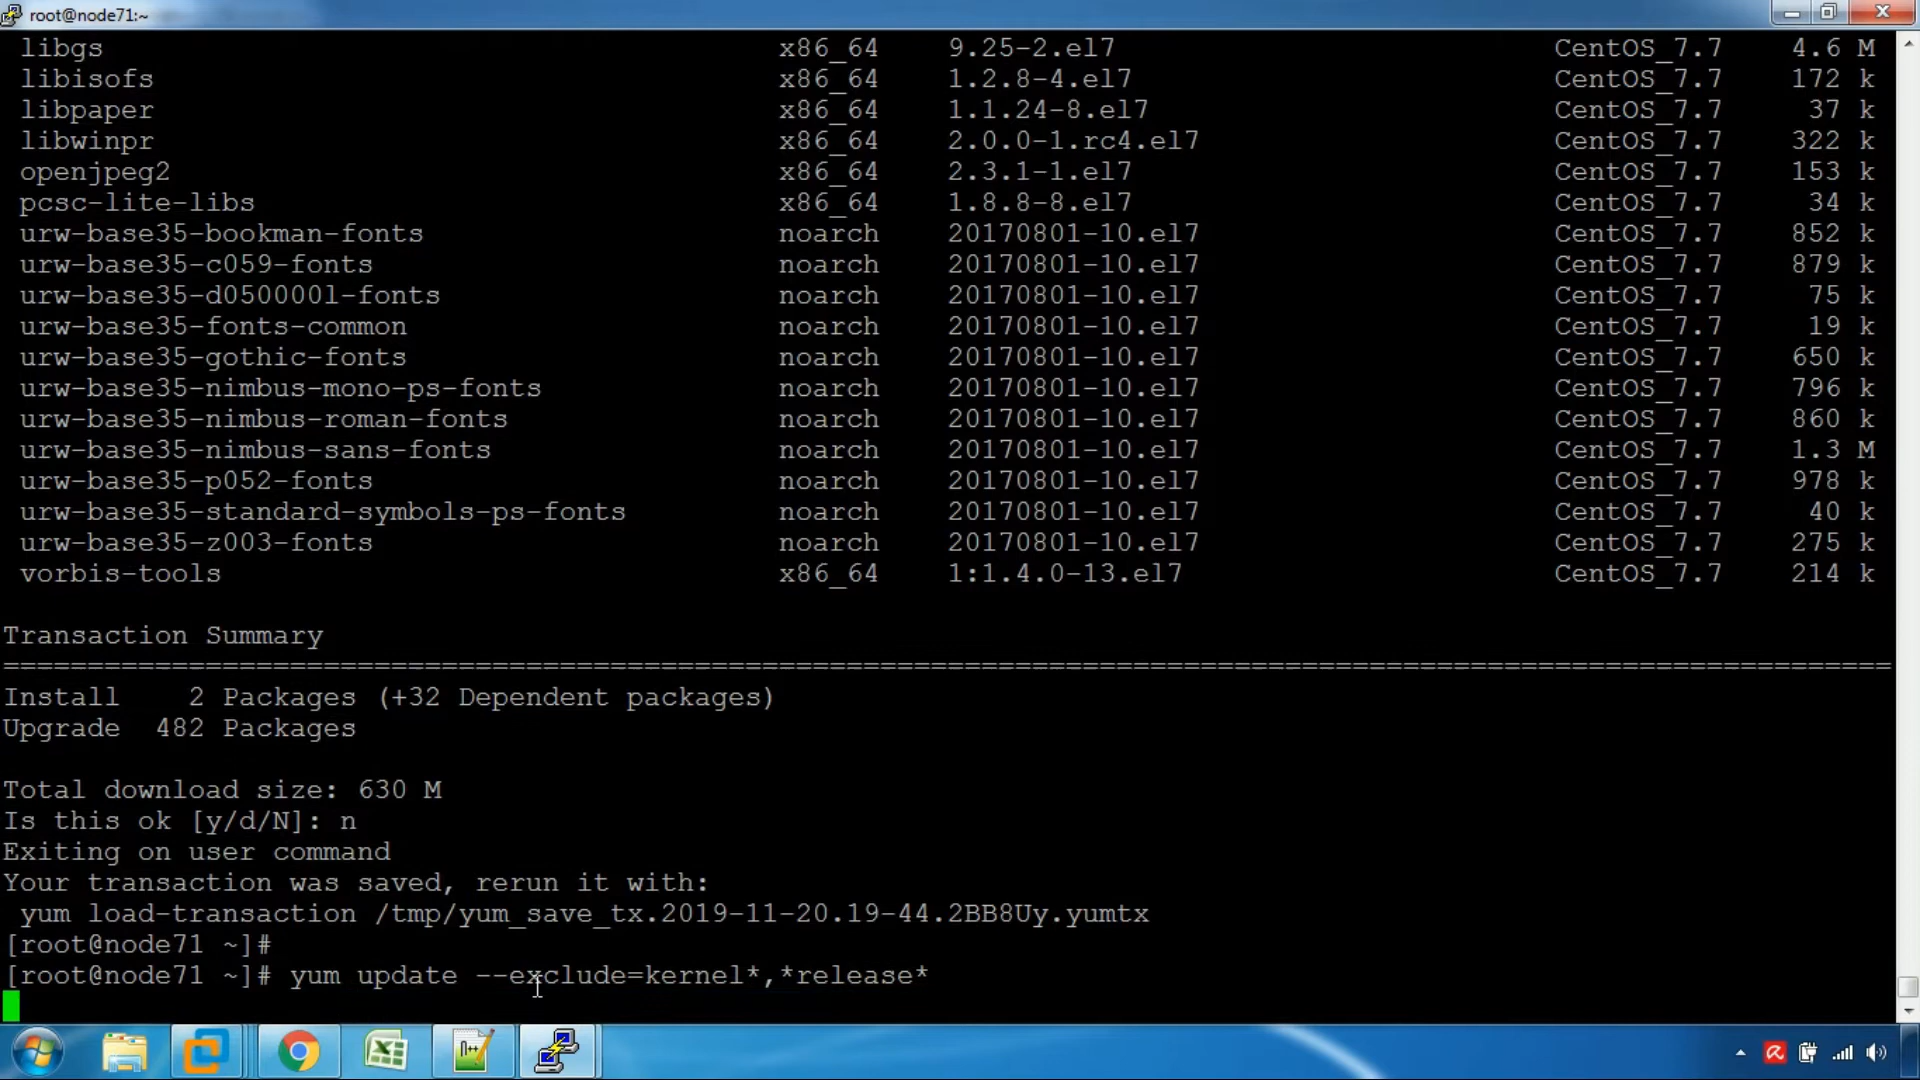 root@node71:~
libgs x86_64 9.25-2.el7 CentOS_7.7 4.6 M
libisofs x86_64 1.2.8-4.el7 CentOS_7.7 172 k
libpaper x86_64 1.1.24-8.el7 CentOS_7.7 37 k
libwinpr x86_64 2.0.0-1.rc4.el7 CentOS_7.7 322 k
openjpeg2 x86_64 2.3.1-1.el7 CentOS_7.7 153 k
pcsc-lite-libs x86_64 1.8.8-8.el7 CentOS_7.7 34 k
urw-base35-bookman-fonts noarch 20170801-10.el7 CentOS_7.7 852 k
urw-base35-c059-fonts noarch 20170801-10.el7 CentOS_7.7 879 k
urw-base35-d050000l-fonts noarch 20170801-10.el7 CentOS_7.7 75 k
urw-base35-fonts-common noarch 20170801-10.el7 CentOS_7.7 19 k
urw-base35-gothic-fonts noarch 20170801-10.el7 CentOS_7.7 650 k
urw-base35-nimbus-mono-ps-fonts noarch 20170801-10.el7 CentOS_7.7 796 k
urw-base35-nimbus-roman-fonts noarch 20170801-10.el7 CentOS_7.7 860 k
urw-base35-nimbus-sans-fonts noarch 20170801-10.el7 CentOS_7.7 1.3 M
urw-base35-p052-fonts noarch 20170801-10.el7 CentOS_7.7 978 k
urw-base35-standard-symbols-ps-fonts noarch 20170801-10.el7 CentOS_7.7 40 k
urw-base35-z003-fonts noarch 20170801-10.el7 CentOS_7.7 275 k
vorbis-tools x86_64 1:1.4.0-13.el7 CentOS_7.7 214 k
Transaction Summary
================================================================================================================
Install 2 Packages (+32 Dependent packages)
Upgrade 482 Packages
Total download size: 630 M
Is this ok [y/d/N]: n
Exiting on user command
Your transaction was saved, rerun it with:
yum load-transaction /tmp/yum_save_tx.2019-11-20.19-44.2BB8Uy.yumtx
[root@node71 ~]#
[root@node71 ~]# yum update --exclude=kernel*,*release*